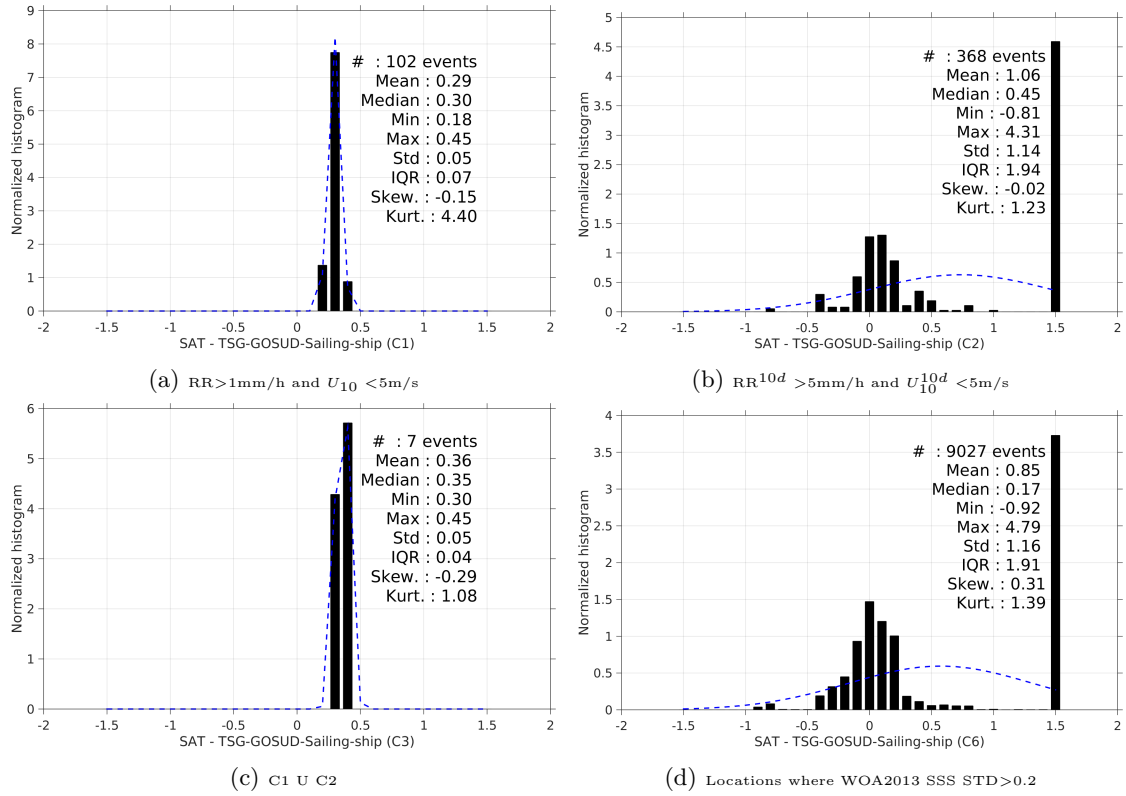 9
8
7
6
5
4
3
2
1
0
Normalized histogram
# : 102 events
Mean : 0.29
Median : 0.30
Min : 0.18
Max : 0.45
Std : 0.05
IQR : 0.07
Skew. : -0.15
Kurt. : 4.40
-2 -1.5 -1 -0.5 0 0.5 1 1.5 2
SAT - TSG-GOSUD-Sailing-ship (C1)
(a) RR>1mm/h and U10 <5m/s
5
4.5
4
3.5
3
2.5
2
1.5
1
0.5
0
Normalized histogram
# : 368 events
Mean : 1.06
Median : 0.45
Min : -0.81
Max : 4.31
Std : 1.14
IQR : 1.94
Skew. : -0.02
Kurt. : 1.23
-2 -1.5 -1 -0.5 0 0.5 1 1.5 2
SAT - TSG-GOSUD-Sailing-ship (C2)
(b) RR^10d >5mm/h and U_10^10d <5m/s
6
5
4
3
2
1
0
Normalized histogram
# : 7 events
Mean : 0.36
Median : 0.35
Min : 0.30
Max : 0.45
Std : 0.05
IQR : 0.04
Skew. : -0.29
Kurt. : 1.08
-2 -1.5 -1 -0.5 0 0.5 1 1.5 2
SAT - TSG-GOSUD-Sailing-ship (C3)
(c) C1 U C2
4
3.5
3
2.5
2
1.5
1
0.5
0
Normalized histogram
# : 9027 events
Mean : 0.85
Median : 0.17
Min : -0.92
Max : 4.79
Std : 1.16
IQR : 1.91
Skew. : 0.31
Kurt. : 1.39
-2 -1.5 -1 -0.5 0 0.5 1 1.5 2
SAT - TSG-GOSUD-Sailing-ship (C6)
(d) Locations where WOA2013 SSS STD>0.2